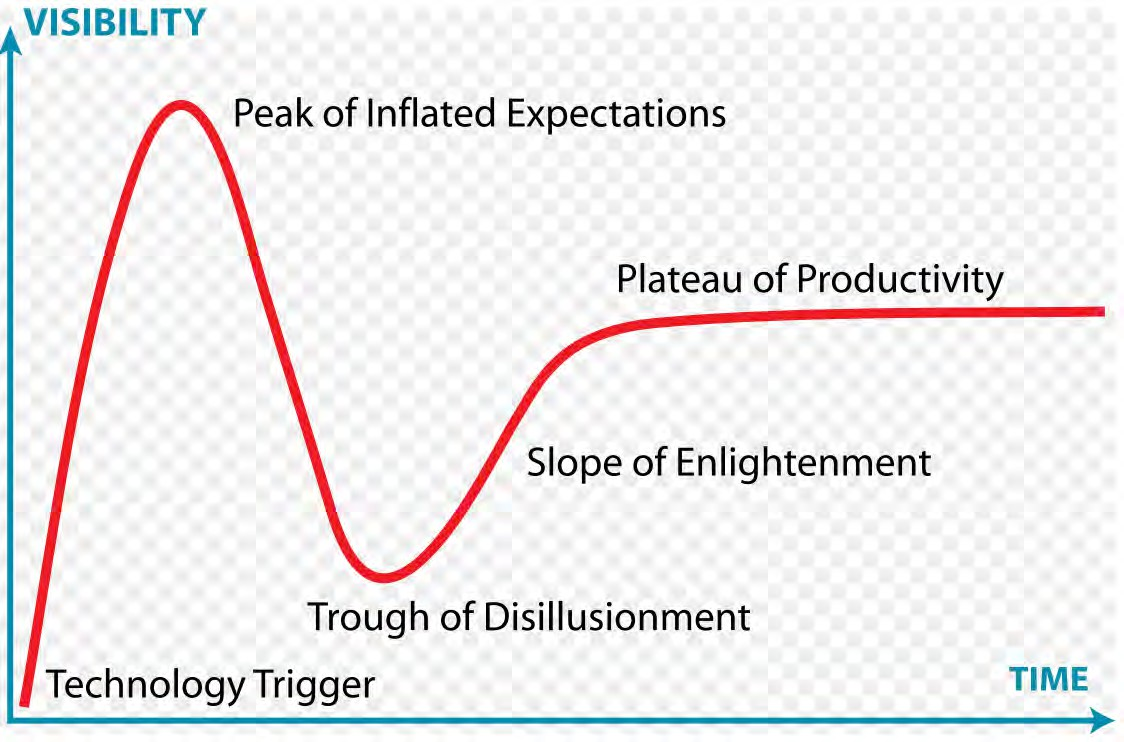 VISIBILITY
Peak of Inflated Expectations
Plateau of Productivity
Slope of Enlightenment
Trough of Disillusionment
Technology Trigger
TIME